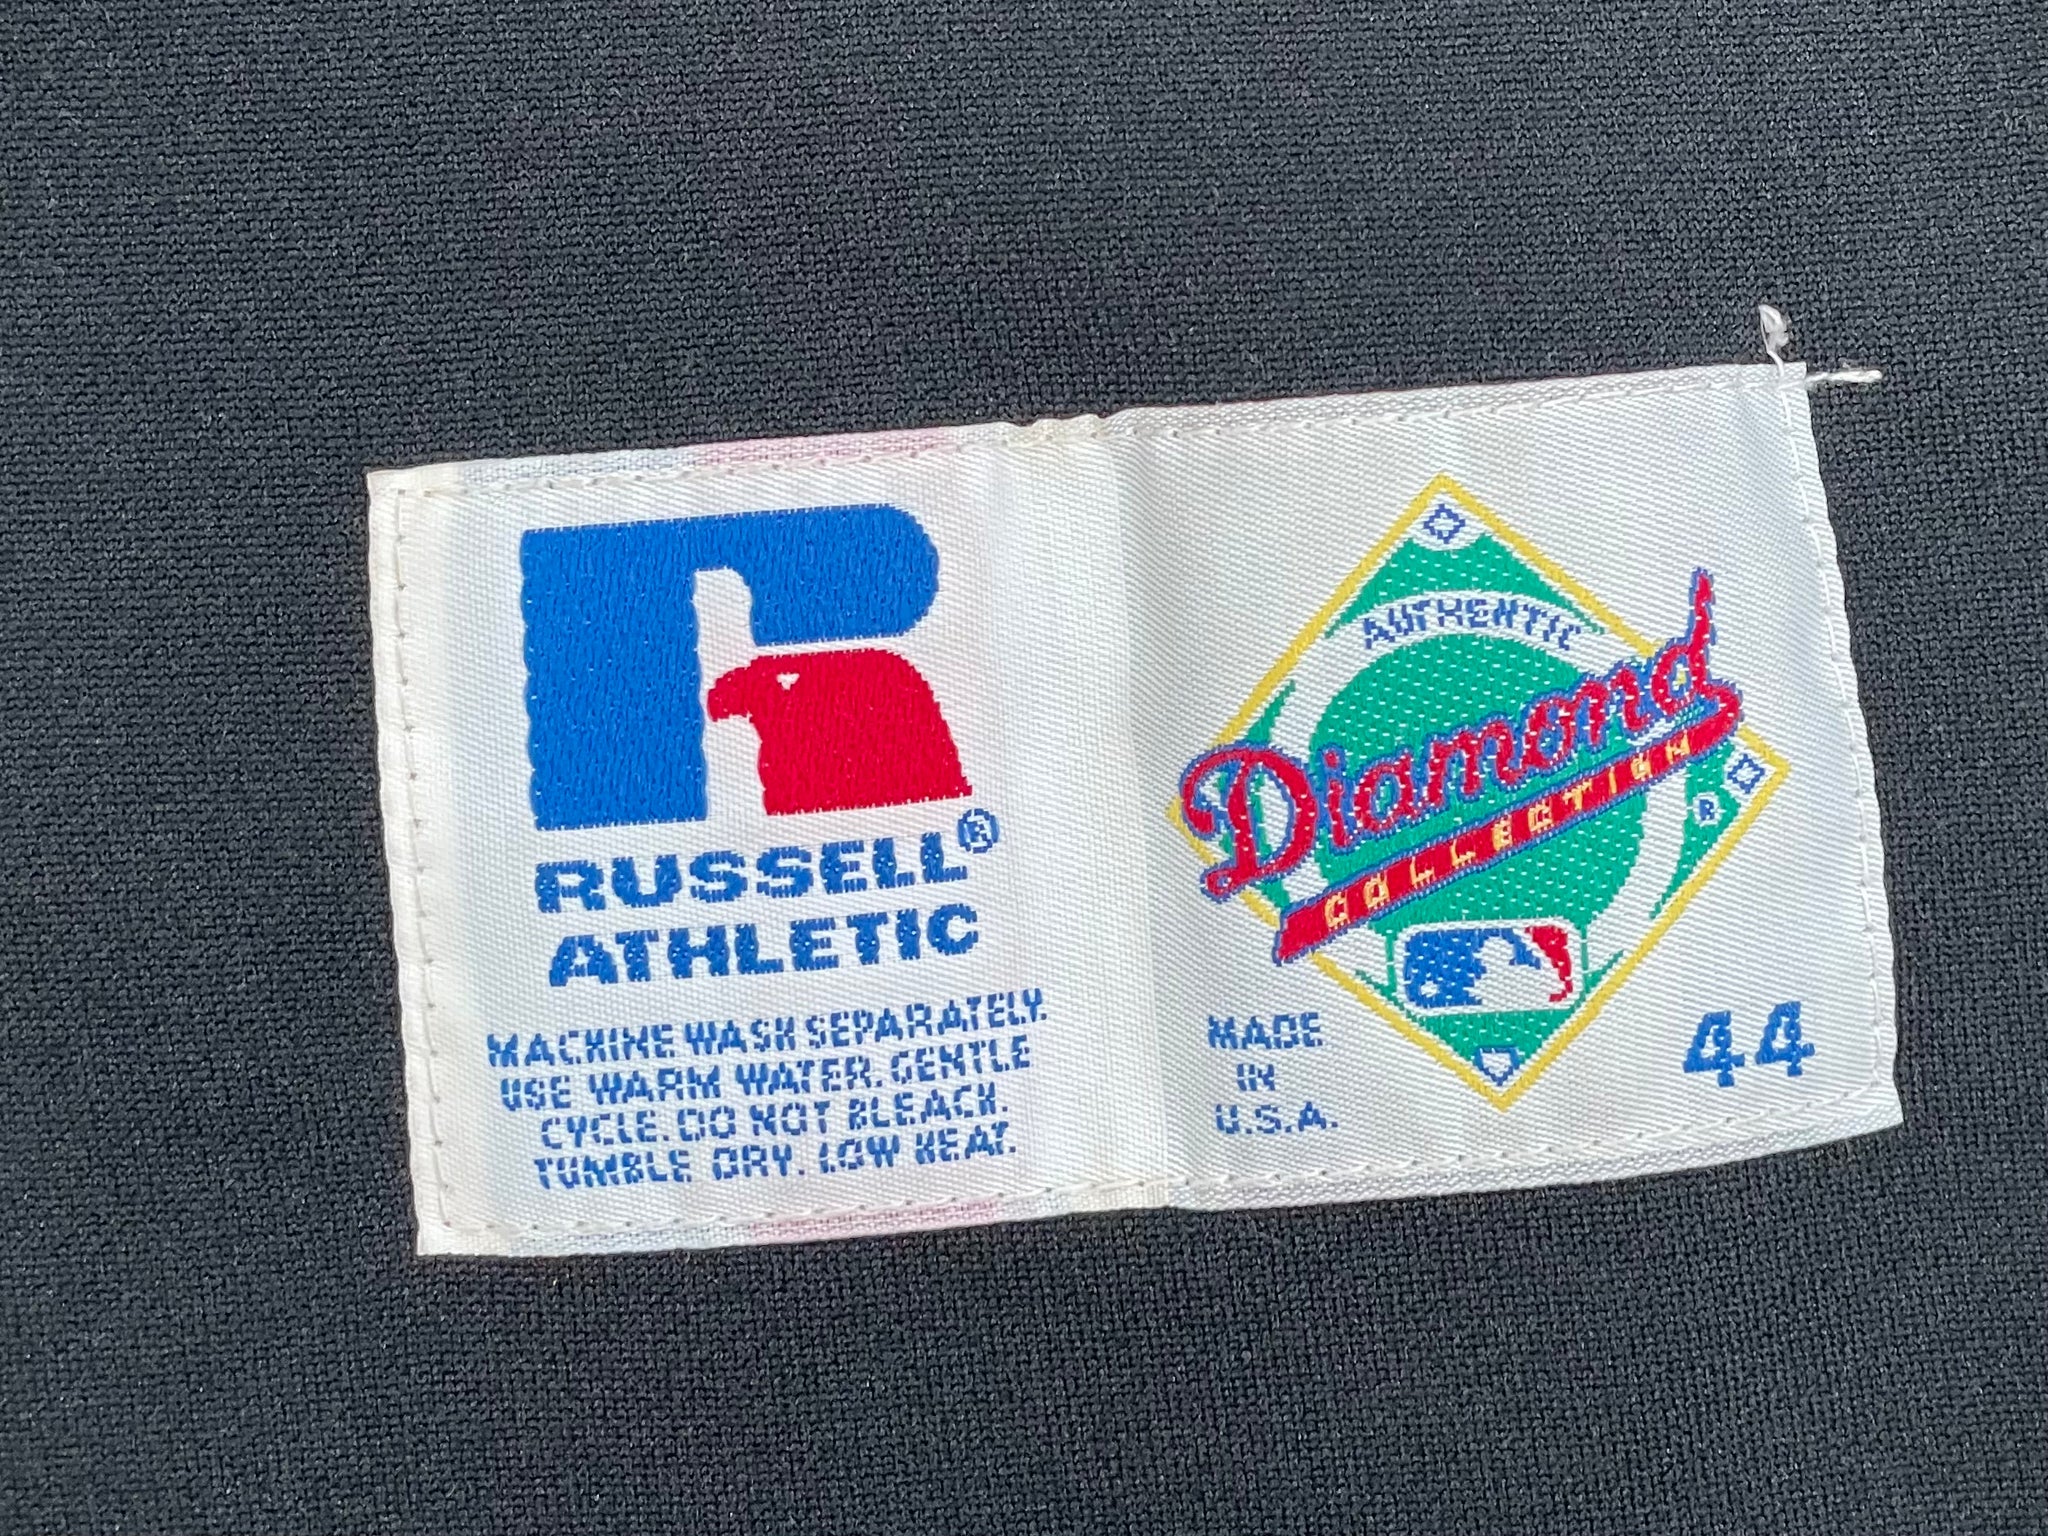 RUSSELL®
ATHLETIC
MACHINE WASH SEPARATELY.
USE WARM WATER. GENTLE
CYCLE. DO NOT BLEACH.
TUMBLE DRY. LOW HEAT.
AUTHENTIC
Diamond
COLLECTION
®
MADE
IN
U.S.A.
44